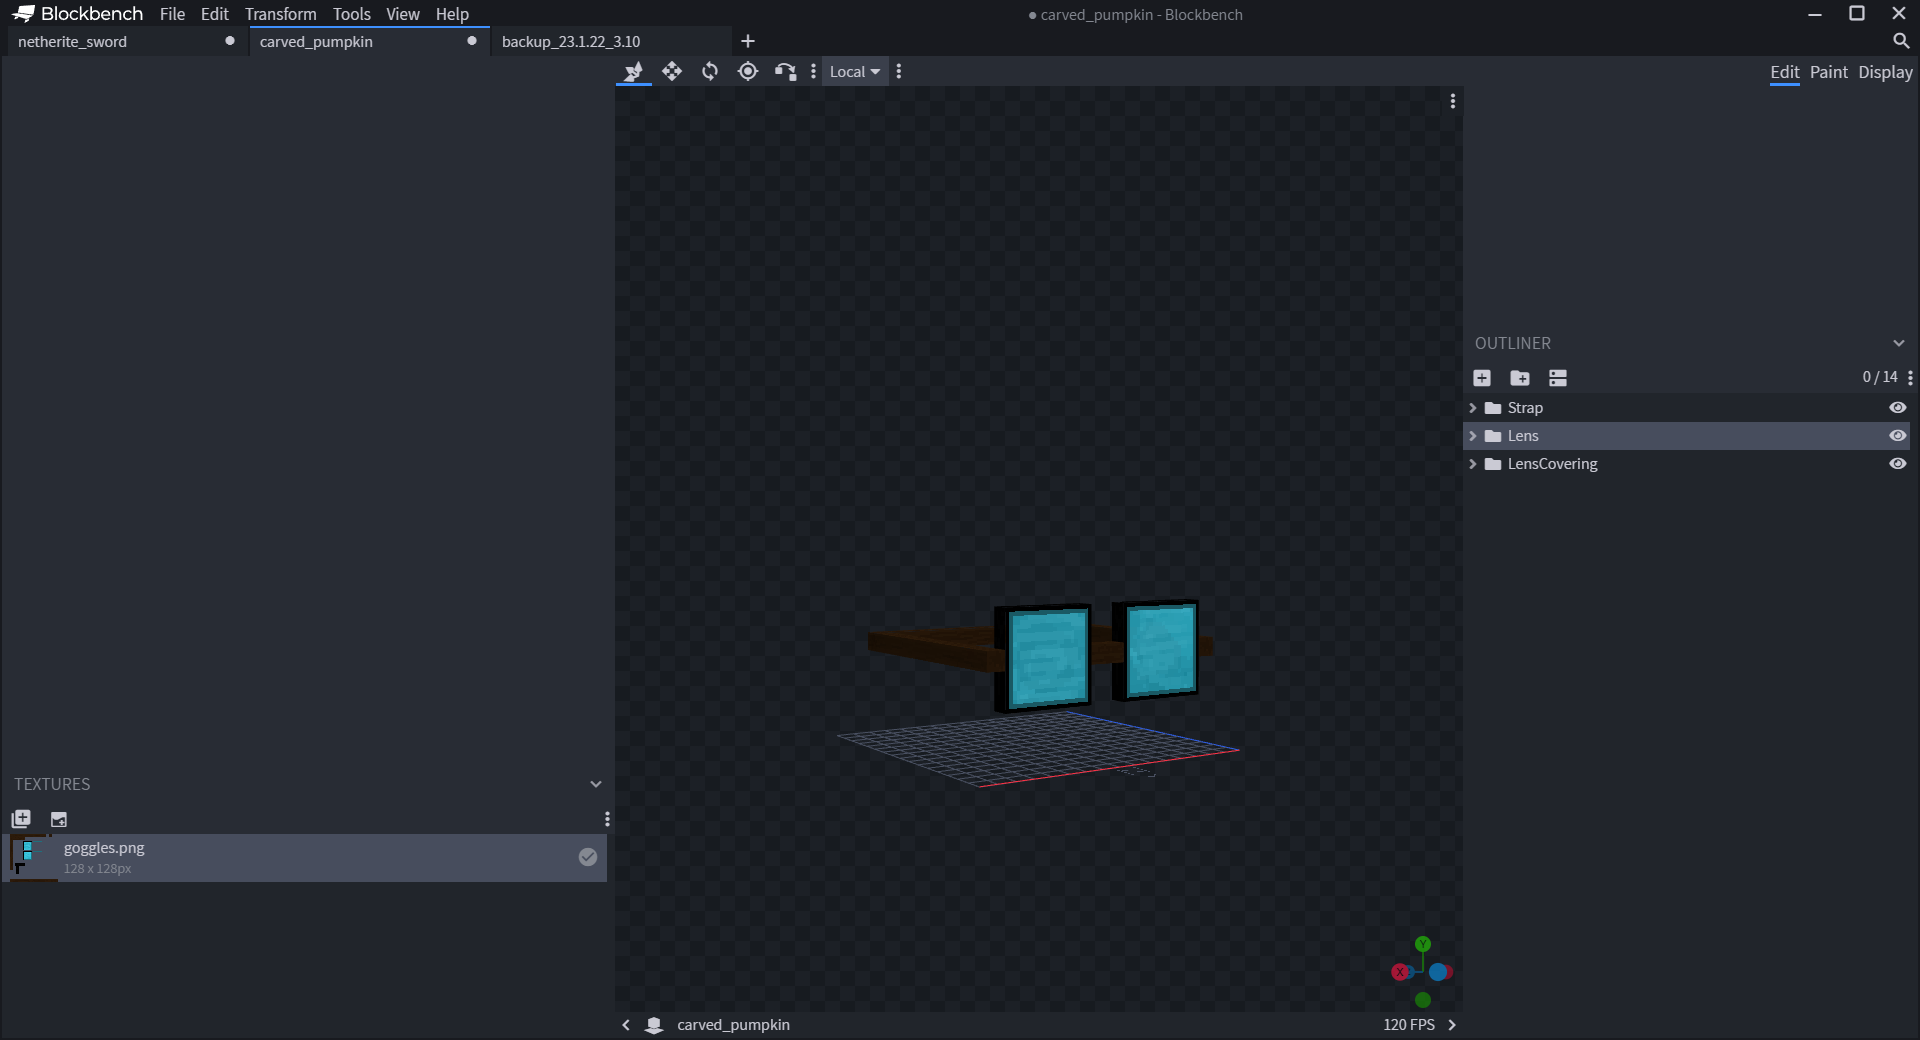 Blockbench File Edit Transform Tools View Help
● carved_pumpkin - Blockbench
netherite_sword carved_pumpkin backup_23.1.22_3.10
Local
Edit Paint Display
OUTLINER
0 / 14
Strap
Lens
LensCovering
TEXTURES
goggles.png
128 x 128px
Y
X
carved_pumpkin
120 FPS